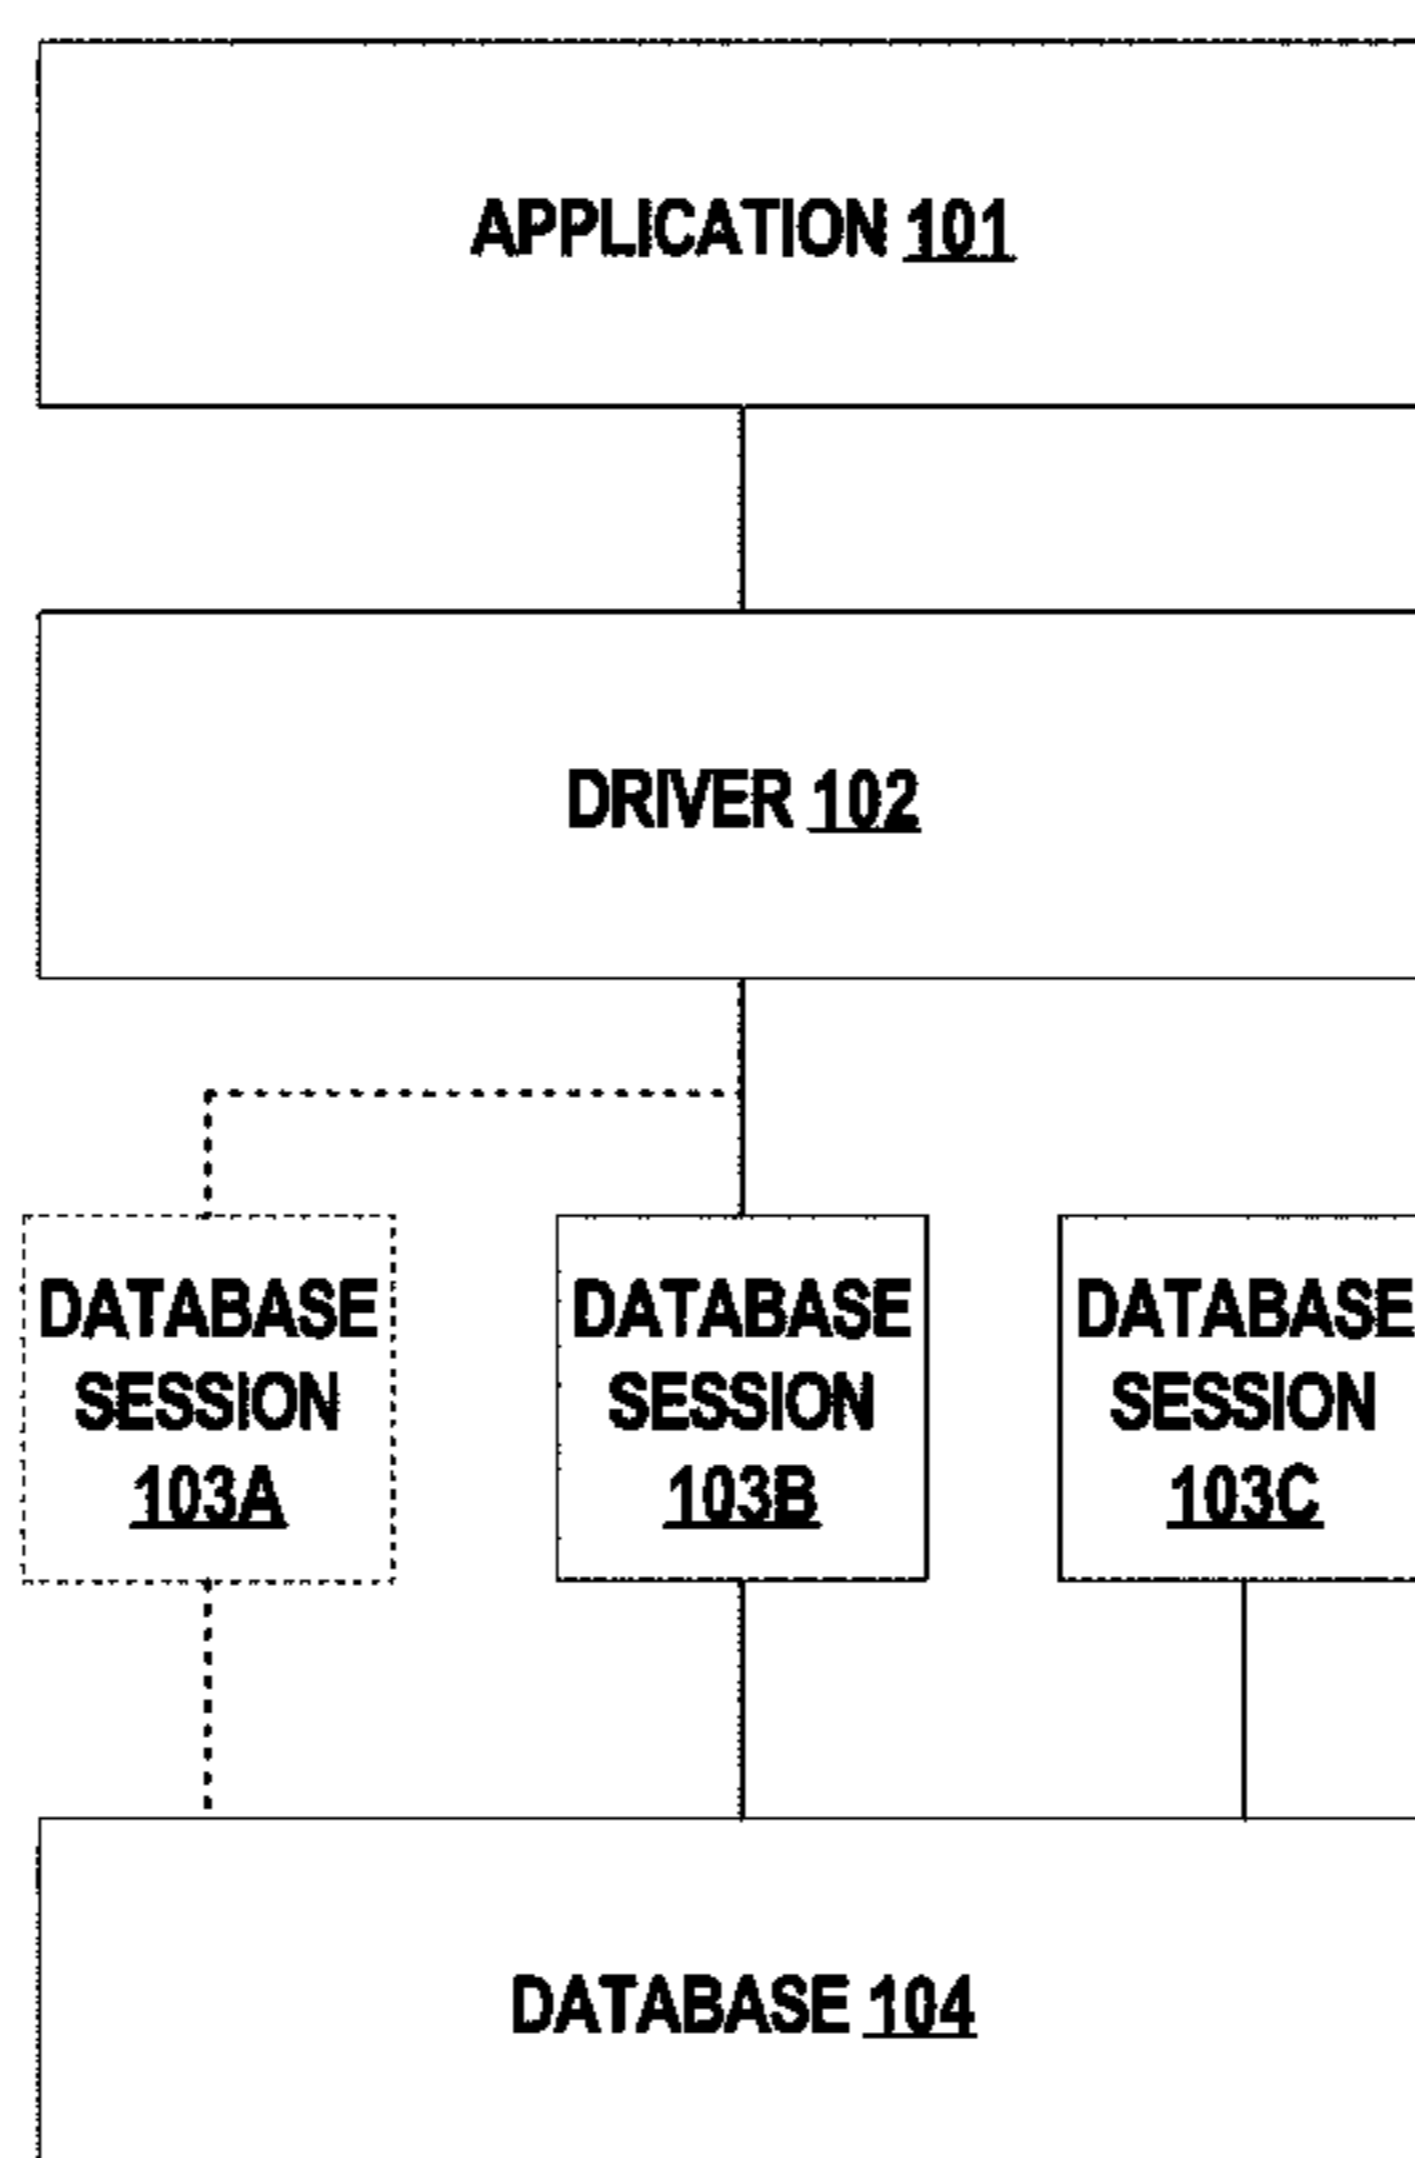 APPLICATION 101
DRIVER 102
DATABASE
SESSION
103A
DATABASE
SESSION
103B
DATABASE
SESSION
103C
DATABASE 104